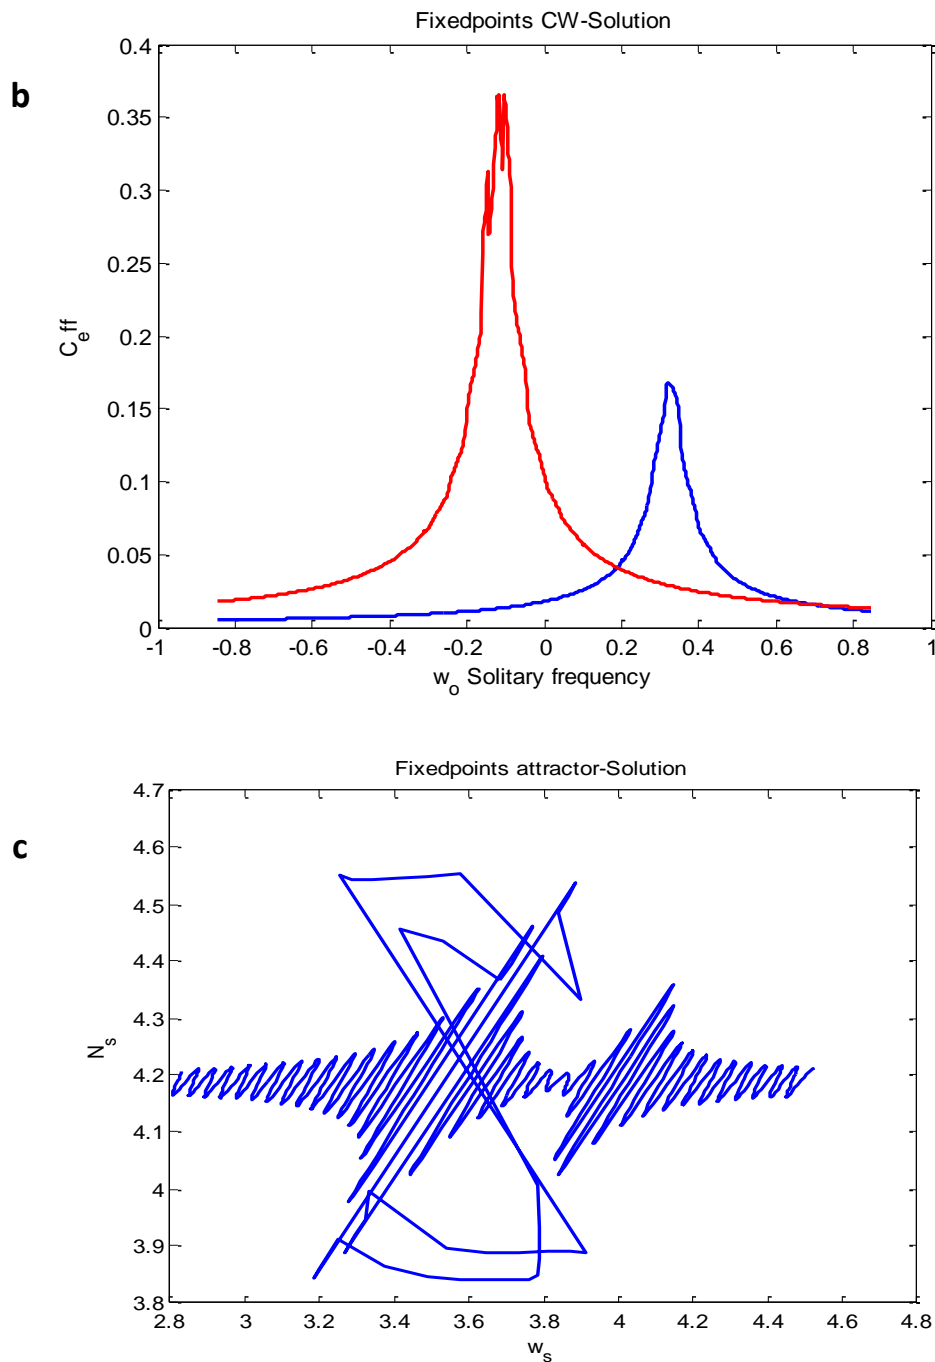 Fixedpoints CW-Solution
b
0.4
0.35
0.3
0.25
0.2
0.15
0.1
0.05
0
C_eff
-1 -0.8 -0.6 -0.4 -0.2 0 0.2 0.4 0.6 0.8 1
w_o Solitary frequency
Fixedpoints attractor-Solution
c
4.7
4.6
4.5
4.4
4.3
4.2
4.1
4
3.9
3.8
N_s
2.8 3 3.2 3.4 3.6 3.8 4 4.2 4.4 4.6 4.8
w_s